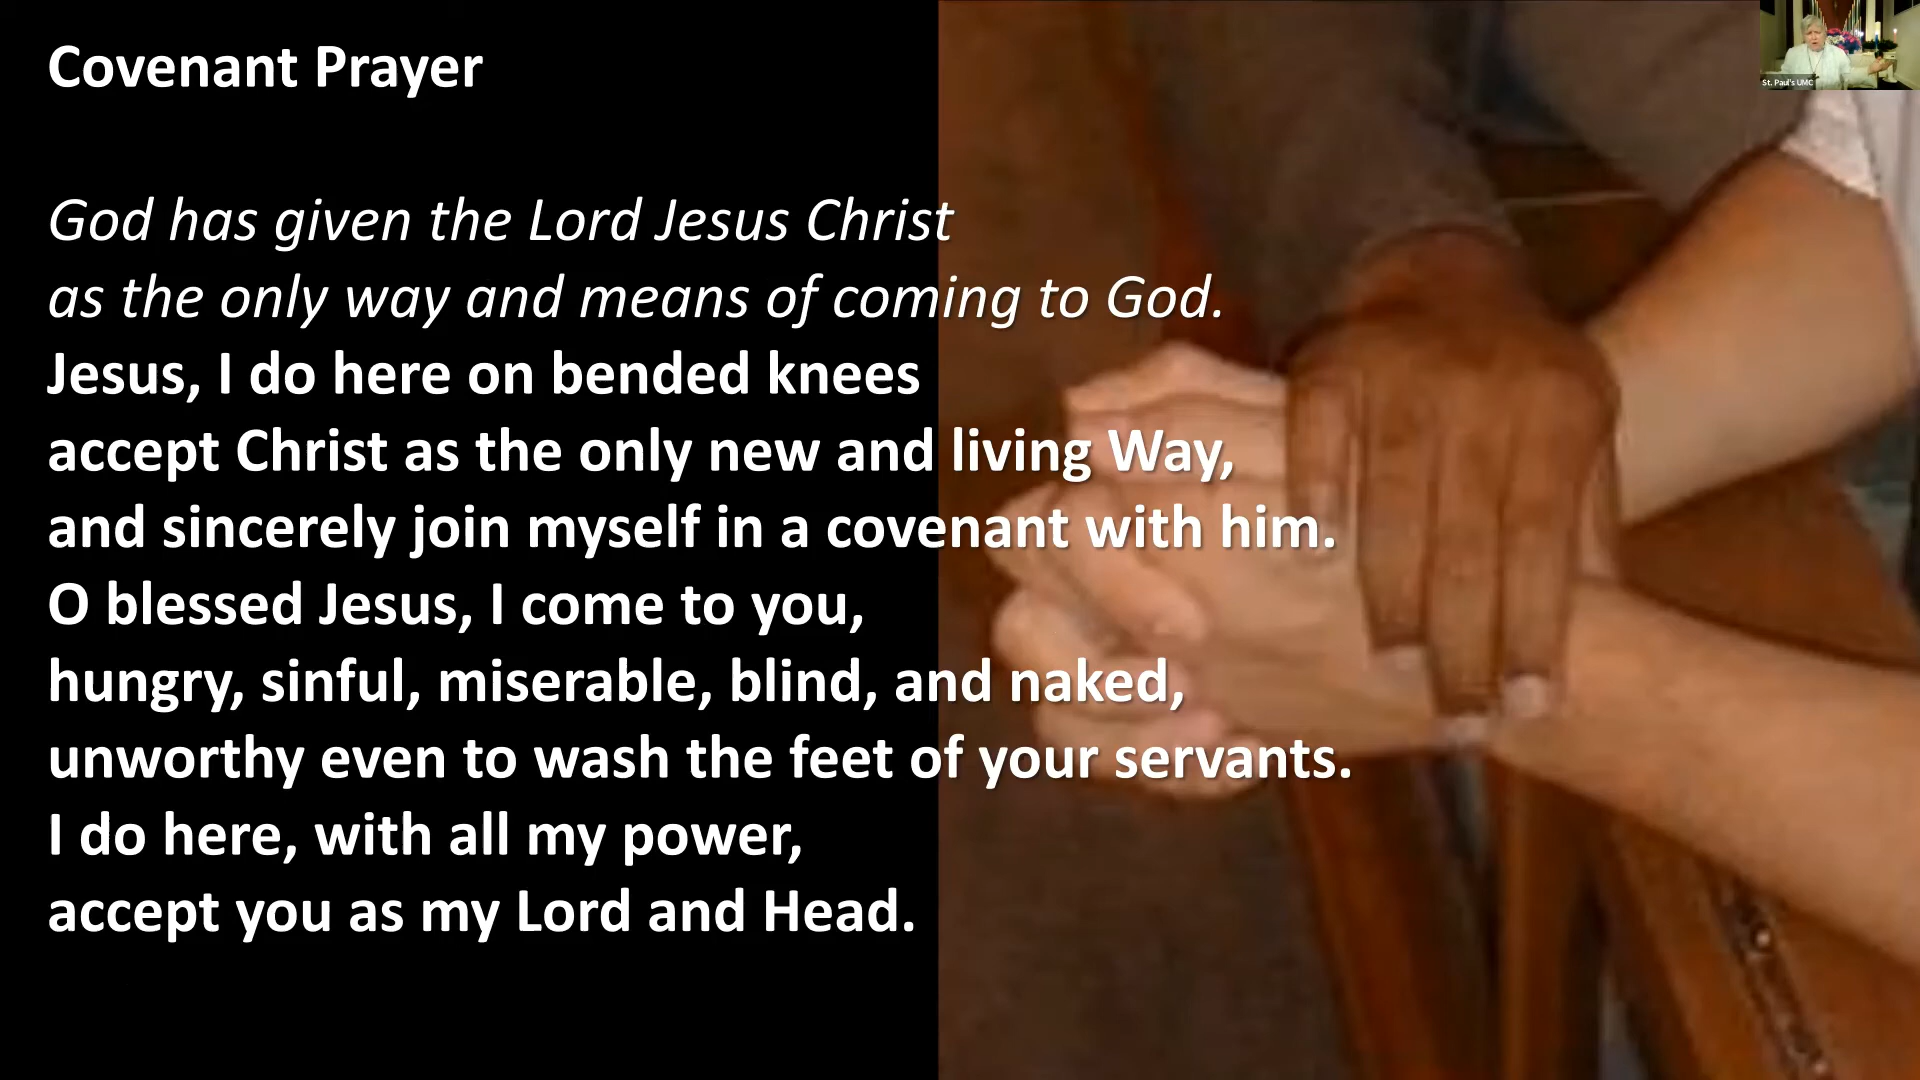 Covenant Prayer
God has given the Lord Jesus Christ
as the only way and means of coming to God.
Jesus, I do here on bended knees
accept Christ as the only new and living Way,
and sincerely join myself in a covenant with him.
O blessed Jesus, I come to you,
hungry, sinful, miserable, blind, and naked,
unworthy even to wash the feet of your servants.
I do here, with all my power,
accept you as my Lord and Head.
St. Paul's UMC